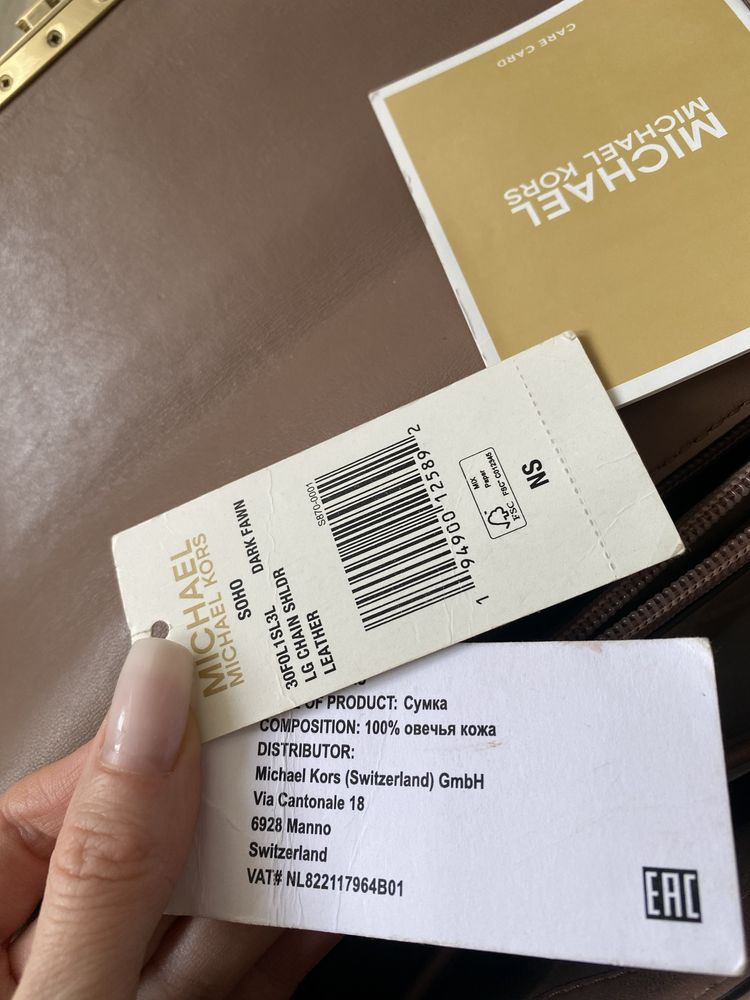 CARE CARD
MICHAEL
MICHAEL KORS
MICHAEL
MICHAEL KORS
SOHO
DARK FAWN
30F0L1SL3L
LG CHAIN SHLDR
LEATHER
S870-0001
1 94900 12589 2
MIX
Paper
FSC FSC C012345
NS
OF PRODUCT: Сумка
COMPOSITION: 100% овечья кожа
DISTRIBUTOR:
Michael Kors (Switzerland) GmbH
Via Cantonale 18
6928 Manno
Switzerland
VAT# NL822117964B01
EAC